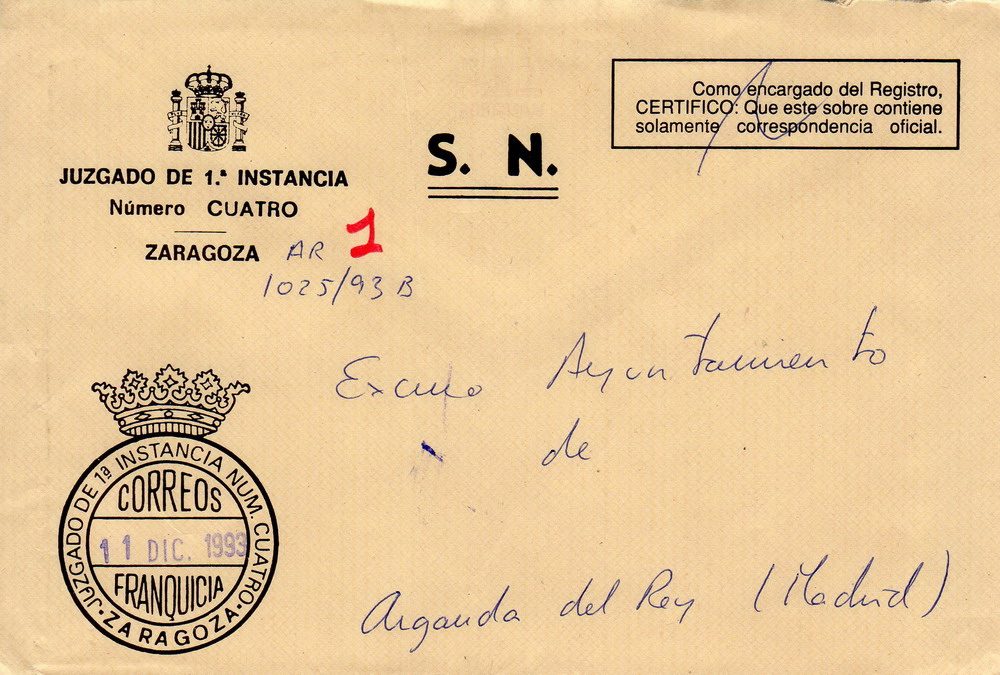 JUZGADO DE 1.ª INSTANCIA
Número CUATRO
ZARAGOZA AR 1
1025/93 B
S. N.
Como encargado del Registro,
CERTIFICO: Que este sobre contiene
solamente correspondencia oficial.
Excmo Ayuntamiento
de
Arganda del Rey (Madrid)
JUZGADO DE 1ª INSTANCIA NUM. CUATRO
CORREOS
11 DIC. 1993
FRANQUICIA
ZARAGOZA